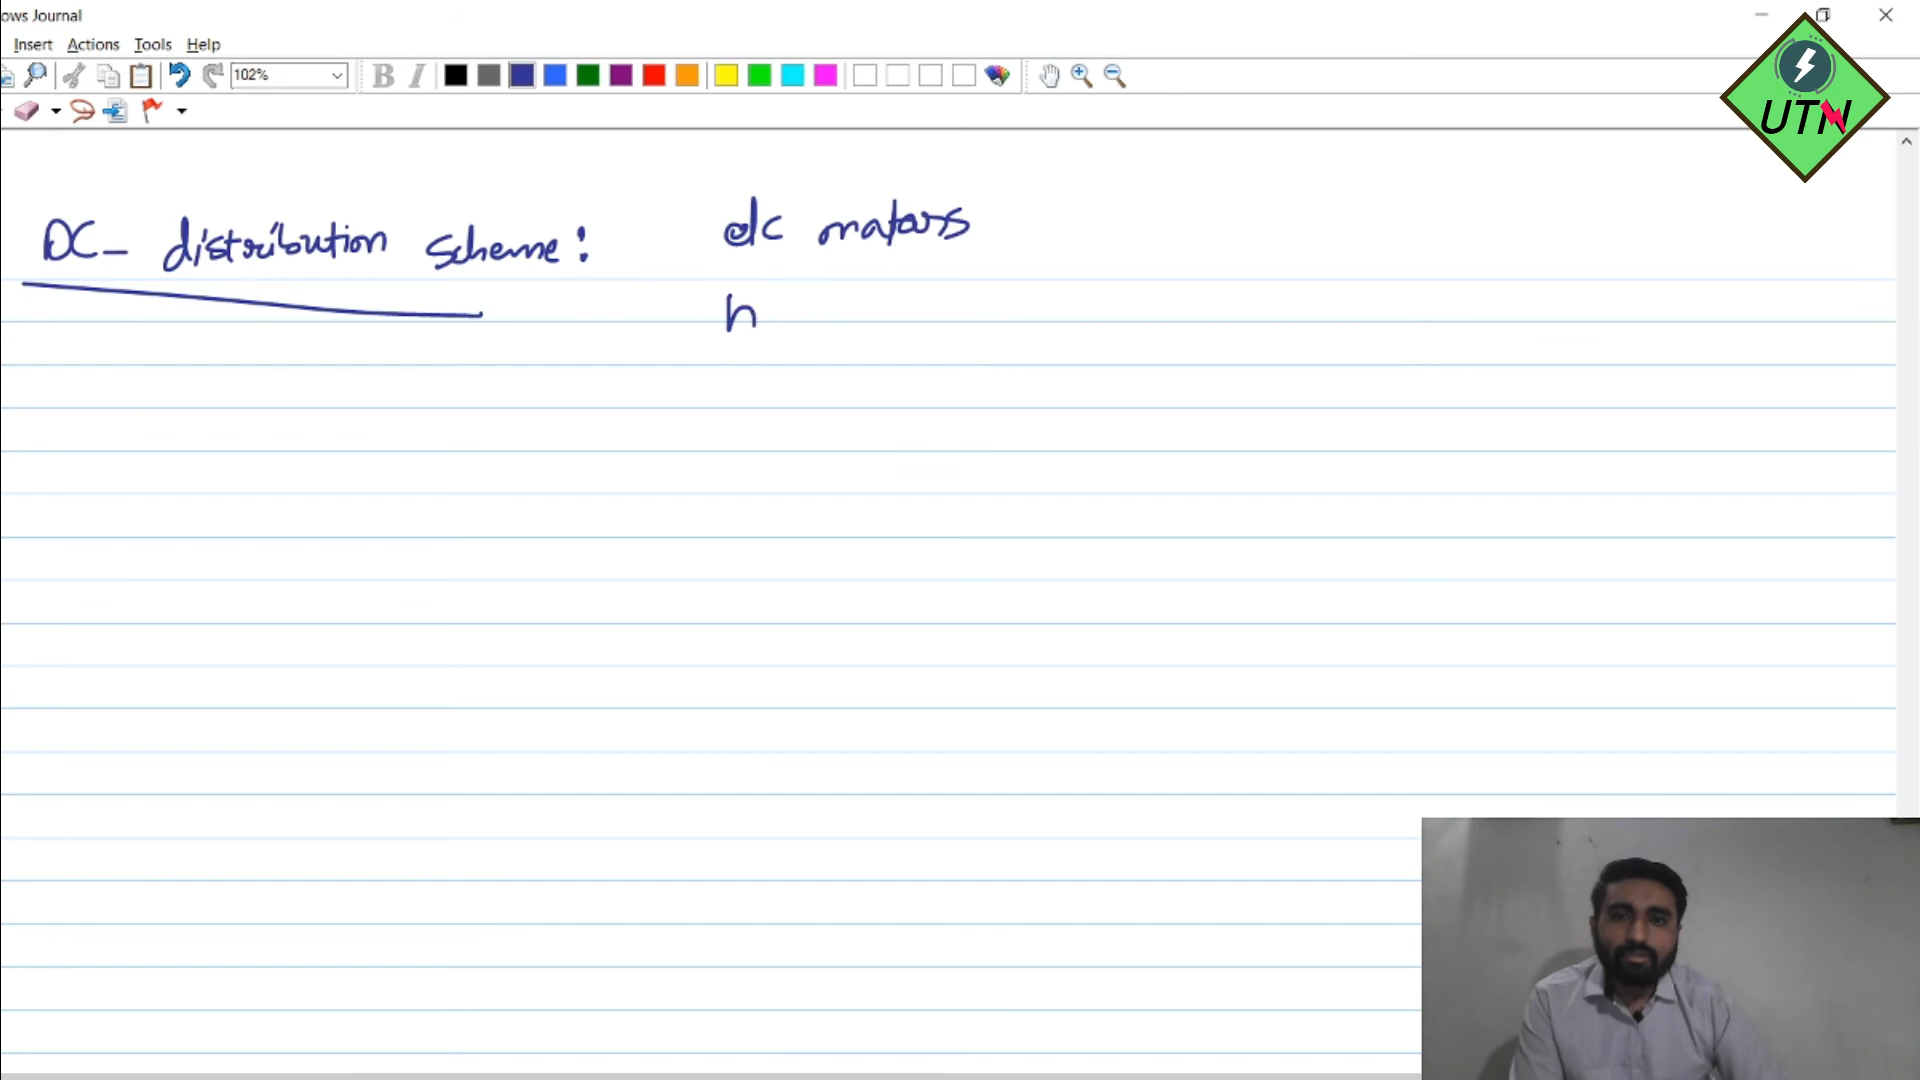 ows Journal
Insert Actions Tools Help
102%
B I
UTN
DC- distribution scheme:
dc motors
h